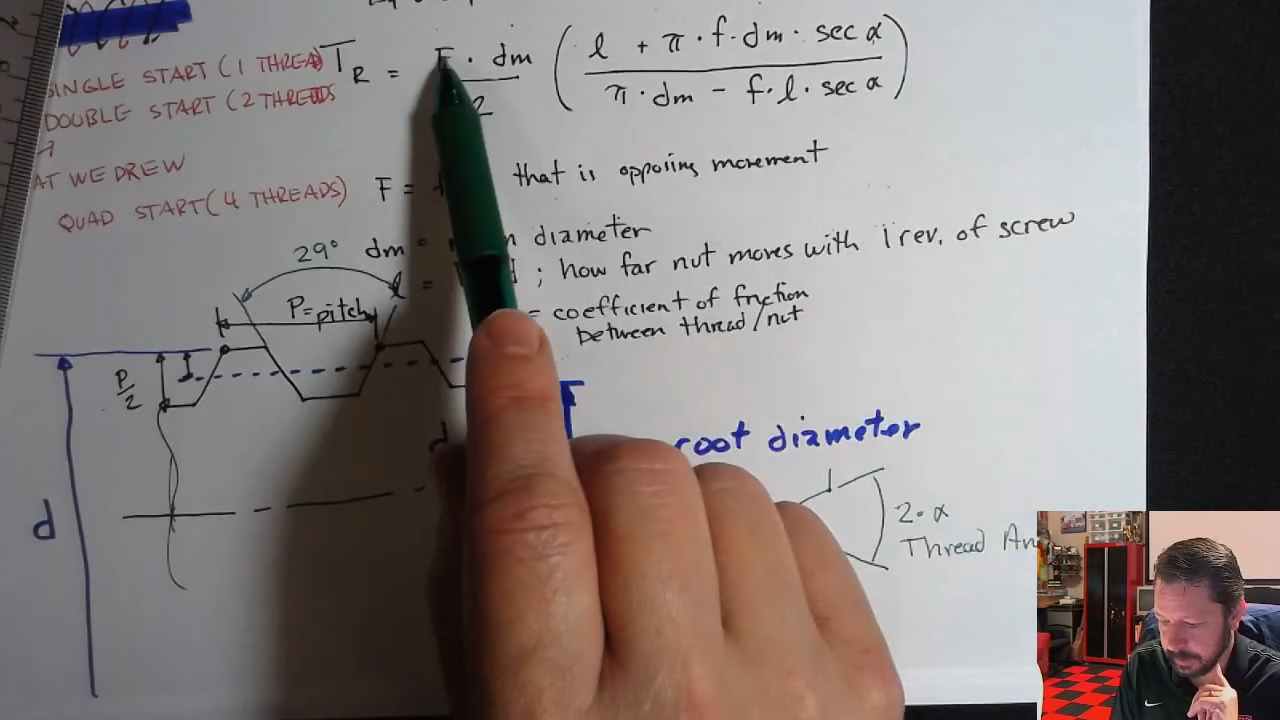 SINGLE START (1 THREAD
DOUBLE START (2 THREADS
AT WE DREW
QUAD START (4 THREADS)
T_R = F · dm / 2 ( l + π · f · dm · sec α / π · dm − f · l · sec α )
F = that is opposing movement
dm = diameter
l = ; how far nut moves with 1 rev. of screw
= coefficient of friction
between thread/nut
29°
P = pitch
P/2
d
d
root diameter
2·α
Thread An